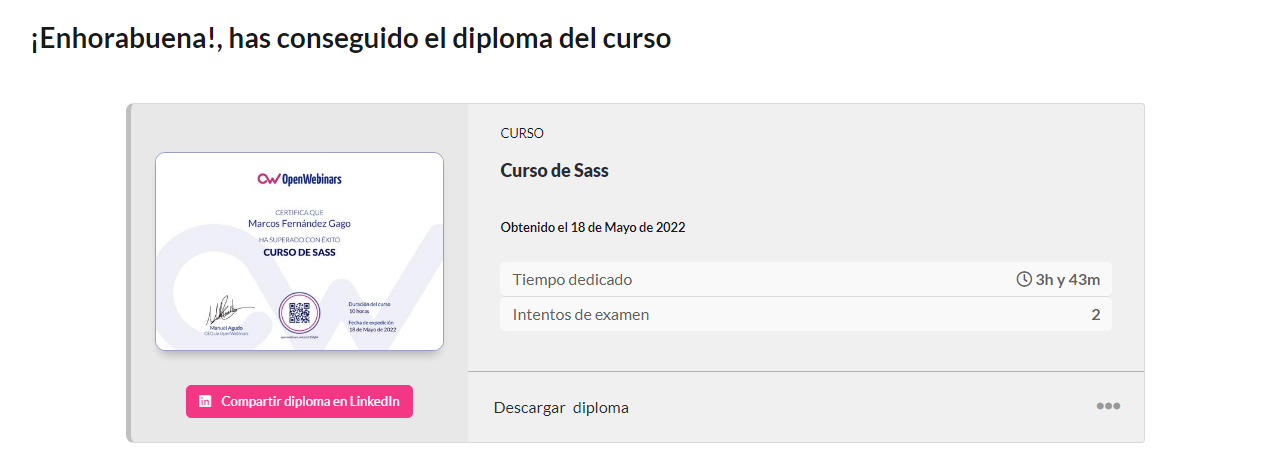 ¡Enhorabuena!, has conseguido el diploma del curso
OpenWebinars
CERTIFICA QUE
Marcos Fernández Gago
HA SUPERADO CON ÉXITO
CURSO DE SASS
Manuel Agudo
CEO de OpenWebinars
Duración del curso
10 horas
Fecha de expedición
18 de Mayo de 2022
Compartir diploma en LinkedIn
CURSO
Curso de Sass
Obtenido el 18 de Mayo de 2022
Tiempo dedicado 3h y 43m
Intentos de examen 2
Descargar diploma